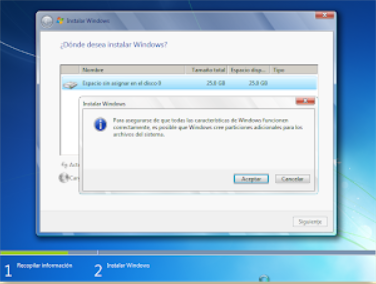 Instalar Windows
¿Dónde desea instalar Windows?
Nombre Tamaño total Espacio disp... Tipo
Espacio sin asignar en el disco 0 25.0 GB 25.0 GB
Instalar Windows
Para asegurarse de que todas las características de Windows funcionen
correctamente, es posible que Windows cree particiones adicionales para los
archivos del sistema.
Aceptar Cancelar
Siguiente
1 Recopilar información 2 Instalar Windows